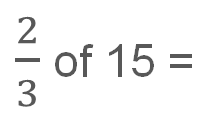 2/3 of 15 =